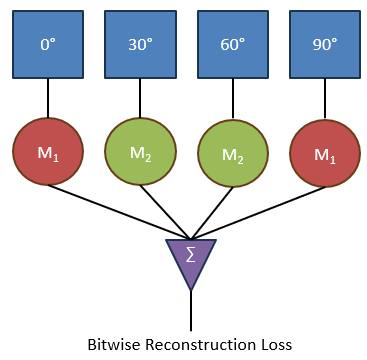 0° 30° 60° 90°
M₁ M₂ M₂ M₁
∑
Bitwise Reconstruction Loss